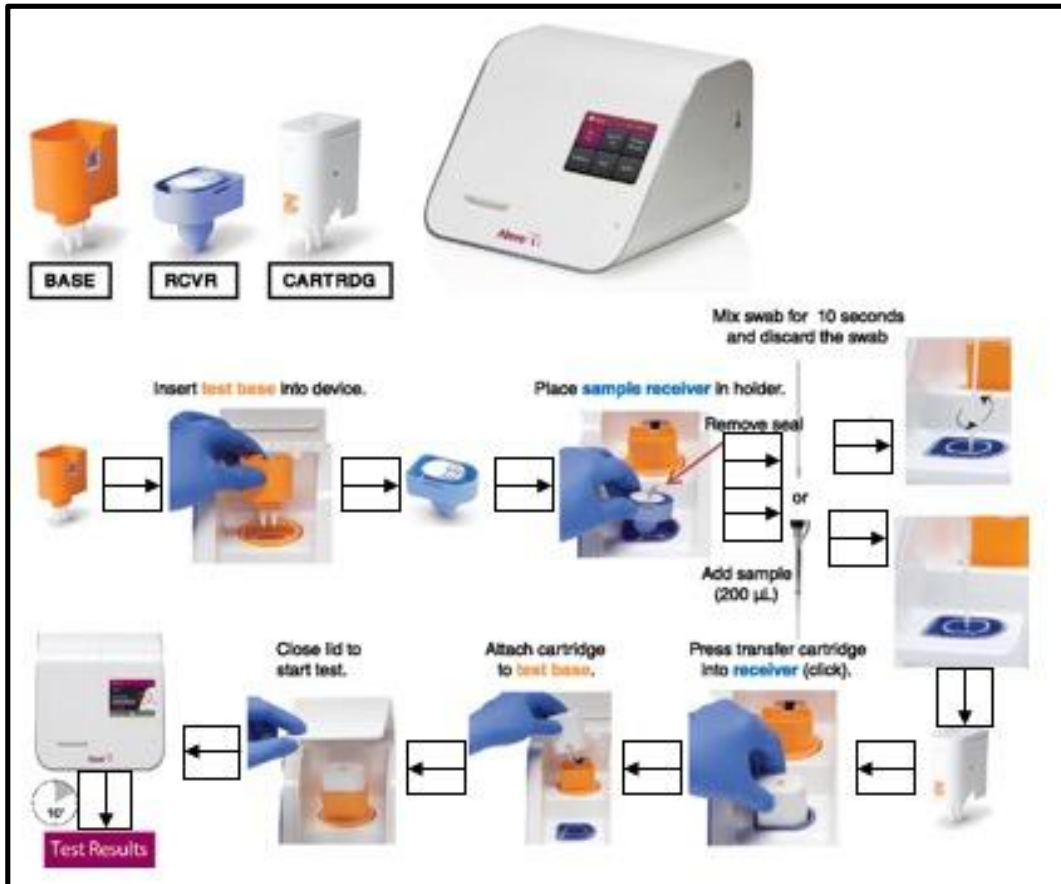 BASE
RCVR
CARTRDG
Alere i
Mix swab for 10 seconds
and discard the swab
Insert test base into device.
Place sample receiver in holder.
Remove seal
or
Add sample
(200 µL)
Close lid to
start test.
Attach cartridge
to test base.
Press transfer cartridge
into receiver (click).
10'
Test Results